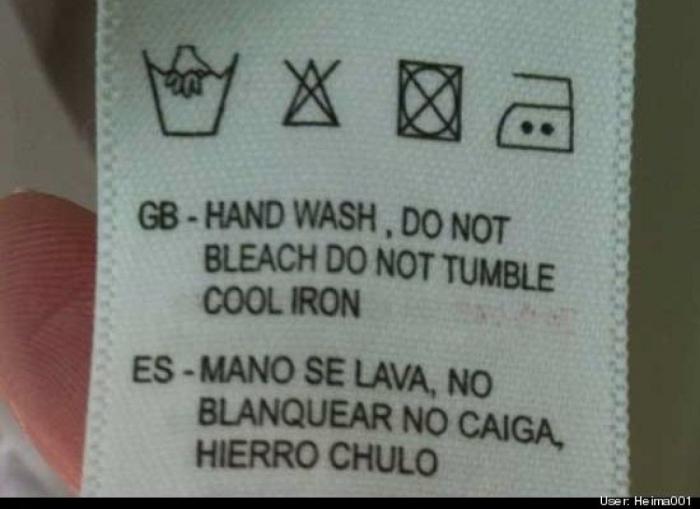 GB - HAND WASH , DO NOT
BLEACH DO NOT TUMBLE
COOL IRON
ES - MANO SE LAVA, NO
BLANQUEAR NO CAIGA,
HIERRO CHULO
User: Heima001